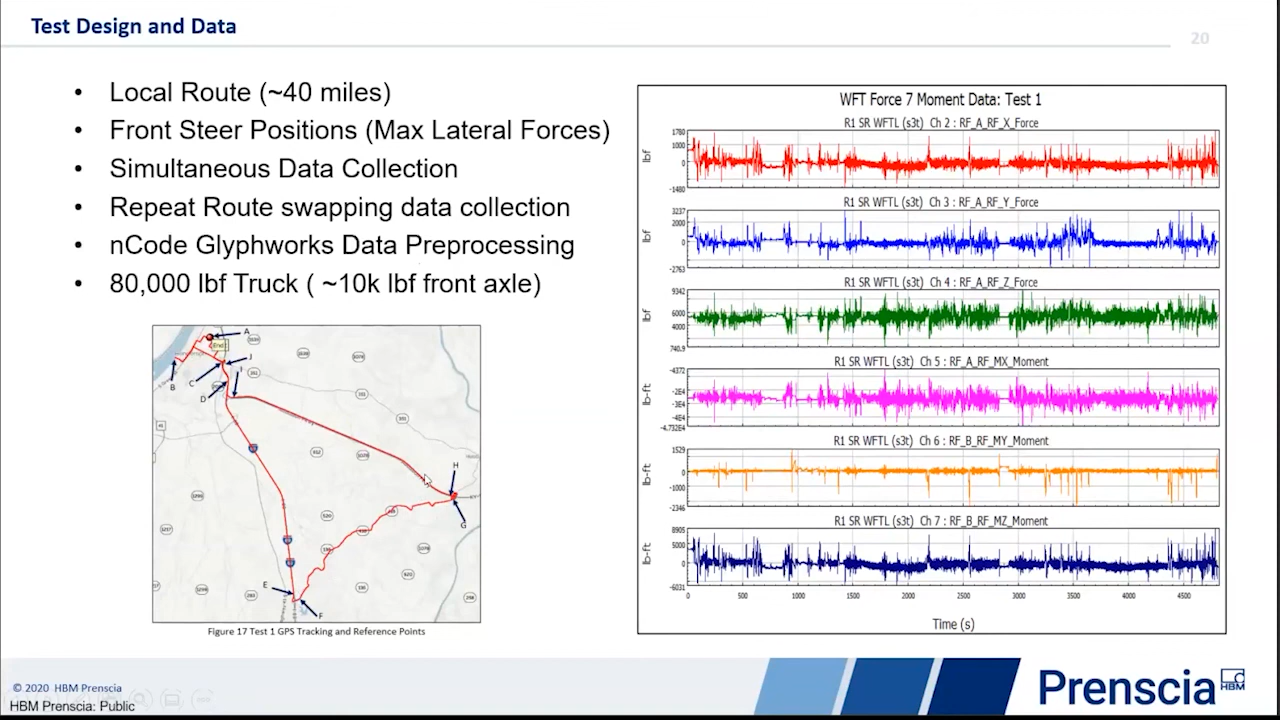 Test Design and Data
20
• Local Route (~40 miles)
• Front Steer Positions (Max Lateral Forces)
• Simultaneous Data Collection
• Repeat Route swapping data collection
• nCode Glyphworks Data Preprocessing
• 80,000 lbf Truck ( ~10k lbf front axle)
A
End
B
C
J
I
D
H
G
E
F
Figure 17 Test 1 GPS Tracking and Reference Points
WFT Force 7 Moment Data: Test 1
R1 SR WFTL (s3t) Ch 2 : RF_A_RF_X_Force
lbf
1780
1000
0
-1480
R1 SR WFTL (s3t) Ch 3 : RF_A_RF_Y_Force
lbf
3237
2000
0
-2763
R1 SR WFTL (s3t) Ch 4 : RF_A_RF_Z_Force
lbf
9342
6000
4000
740.9
R1 SR WFTL (s3t) Ch 5 : RF_A_RF_MX_Moment
lb-ft
-4372
-2E4
-3E4
-4.732E4
R1 SR WFTL (s3t) Ch 6 : RF_B_RF_MY_Moment
lb-ft
1529
0
-1000
-2346
R1 SR WFTL (s3t) Ch 7 : RF_B_RF_MZ_Moment
lb-ft
8905
5000
0
-6031
0 500 1000 1500 2000 2500 3000 3500 4000 4500
Time (s)
© 2020 HBM Prenscia
HBM Prenscia: Public
Prenscia
HBM